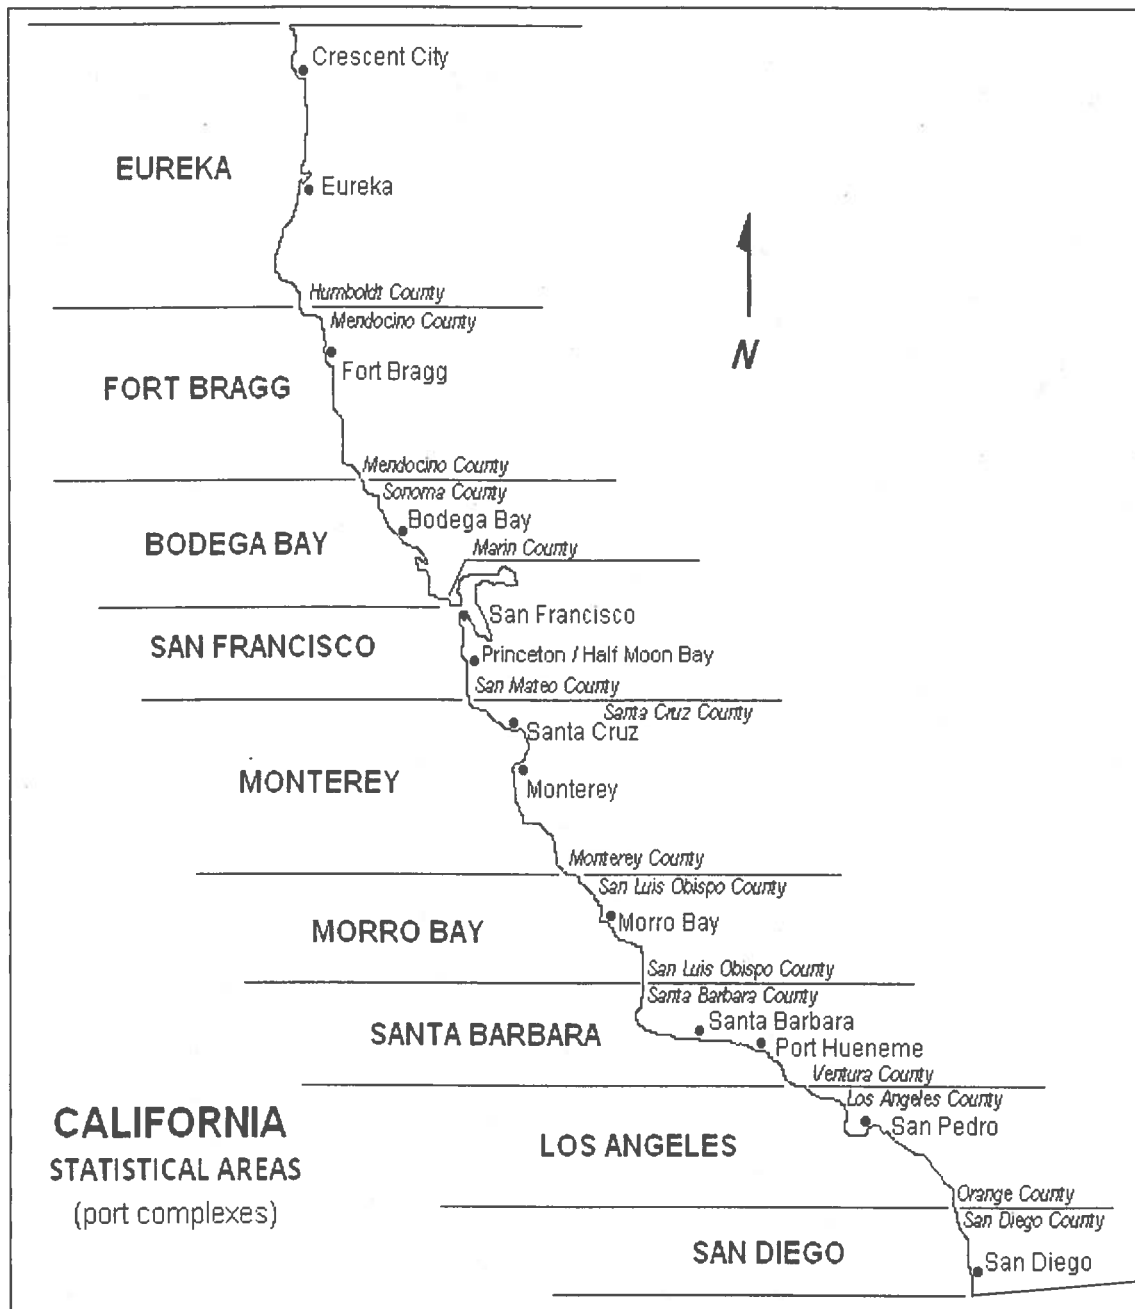 Crescent City
EUREKA
Eureka
Humboldt County
Mendocino County
Fort Bragg
FORT BRAGG
Mendocino County
Sonoma County
Bodega Bay
BODEGA BAY
Marin County
San Francisco
SAN FRANCISCO
Princeton / Half Moon Bay
San Mateo County
Santa Cruz County
Santa Cruz
MONTEREY
Monterey
Monterey County
San Luis Obispo County
Morro Bay
MORRO BAY
San Luis Obispo County
Santa Barbara County
Santa Barbara
SANTA BARBARA
Port Hueneme
Ventura County
Los Angeles County
San Pedro
LOS ANGELES
Orange County
San Diego County
SAN DIEGO
San Diego
N
CALIFORNIA
STATISTICAL AREAS
(port complexes)